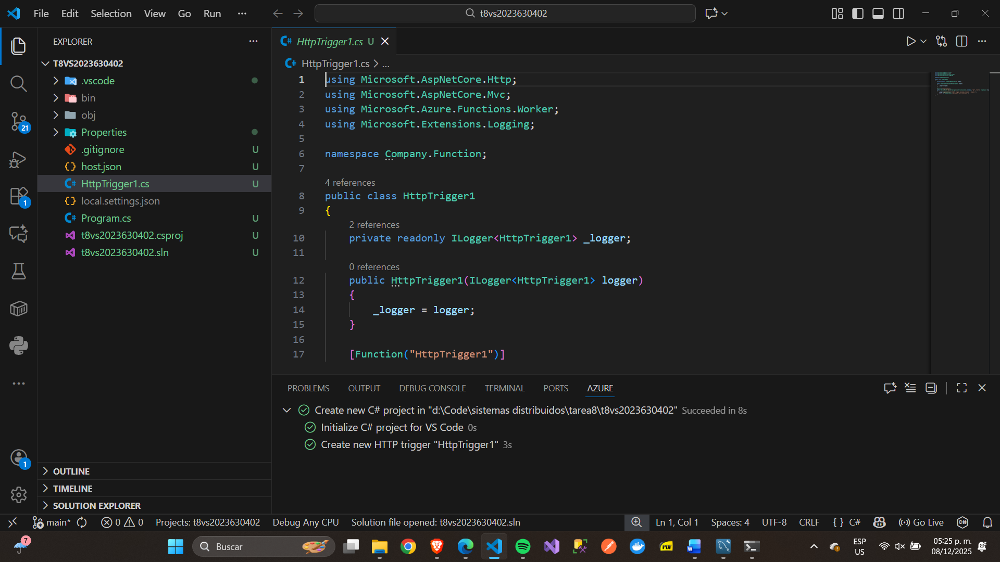 File Edit Selection View Go Run
t8vs2023630402
EXPLORER
T8VS2023630402
.vscode
bin
obj
Properties
.gitignore U
host.json U
HttpTrigger1.cs U
local.settings.json
Program.cs U
t8vs2023630402.csproj U
t8vs2023630402.sln U
OUTLINE
TIMELINE
SOLUTION EXPLORER
21
1
1
HttpTrigger1.cs U
HttpTrigger1.cs > ...
1 using Microsoft.AspNetCore.Http;
2 using Microsoft.AspNetCore.Mvc;
3 using Microsoft.Azure.Functions.Worker;
4 using Microsoft.Extensions.Logging;
5
6 namespace Company.Function;
7
4 references
8 public class HttpTrigger1
9 {
2 references
10 private readonly ILogger<HttpTrigger1> _logger;
11
0 references
12 public HttpTrigger1(ILogger<HttpTrigger1> logger)
13 {
14 _logger = logger;
15 }
16
17 [Function("HttpTrigger1")]
PROBLEMS OUTPUT DEBUG CONSOLE TERMINAL PORTS AZURE
Create new C# project in "d:\Code\sistemas distribuidos\tarea8\t8vs2023630402" Succeeded in 8s
Initialize C# project for VS Code 0s
Create new HTTP trigger "HttpTrigger1" 3s
main* 0 0 Projects: t8vs2023630402 Debug Any CPU Solution file opened: t8vs2023630402.sln Ln 1, Col 1 Spaces: 4 UTF-8 CRLF { } C# Go Live
7
Buscar
PDF
ESP
US
05:25 p. m.
08/12/2025